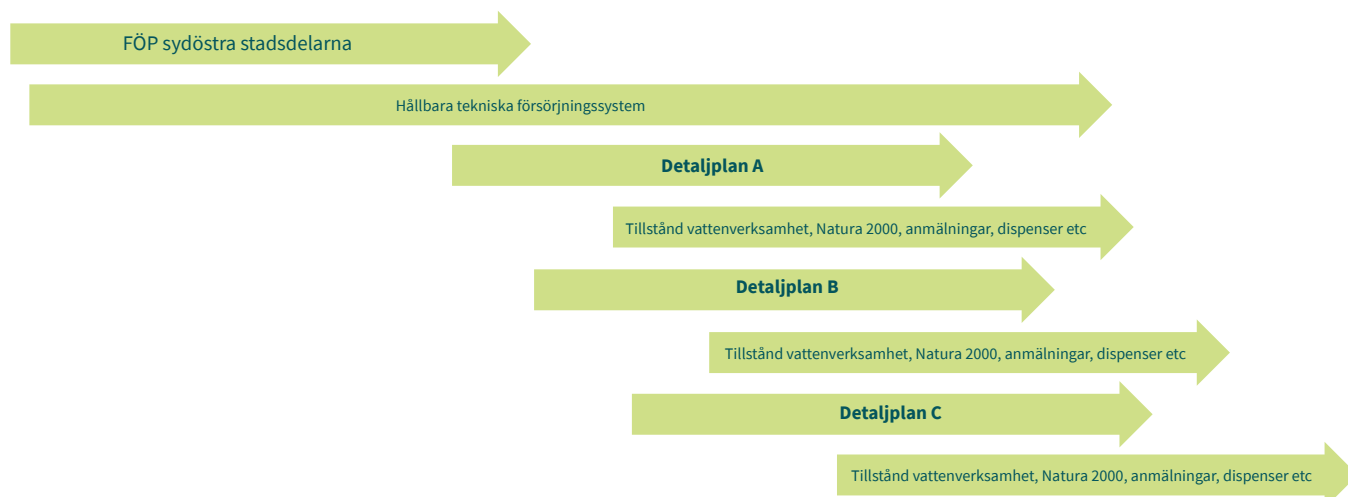 FÖP sydöstra stadsdelarna
Hållbara tekniska försörjningssystem
Detaljplan A
Tillstånd vattenverksamhet, Natura 2000, anmälningar, dispenser etc
Detaljplan B
Tillstånd vattenverksamhet, Natura 2000, anmälningar, dispenser etc
Detaljplan C
Tillstånd vattenverksamhet, Natura 2000, anmälningar, dispenser etc